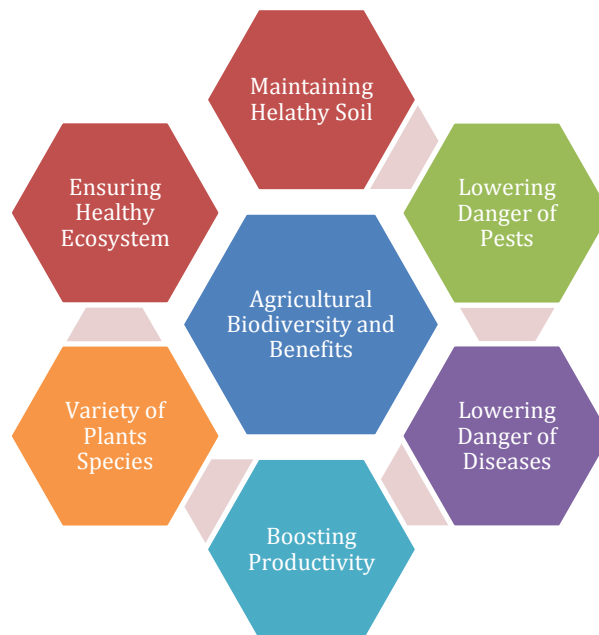 Maintaining
Helathy Soil
Ensuring
Healthy
Ecosystem
Lowering
Danger of
Pests
Agricultural
Biodiversity and
Benefits
Variety of
Plants
Species
Lowering
Danger of
Diseases
Boosting
Productivity